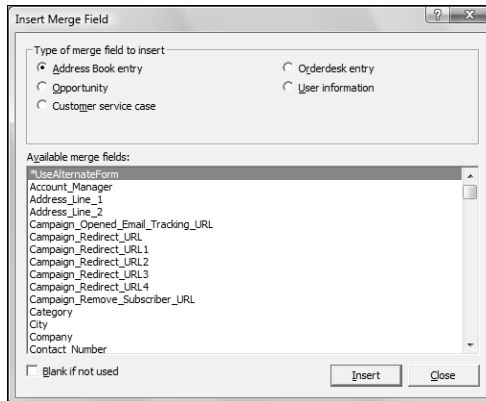 Insert Merge Field
Type of merge field to insert
Address Book entry
Orderdesk entry
Opportunity
User information
Customer service case
Available merge fields:
*UseAlternateForm
Account_Manager
Address_Line_1
Address_Line_2
Campaign_Opened_Email_Tracking_URL
Campaign_Redirect_URL
Campaign_Redirect_URL1
Campaign_Redirect_URL2
Campaign_Redirect_URL3
Campaign_Redirect_URL4
Campaign_Remove_Subscriber_URL
Category
City
Company
Contact_Number
Blank if not used
Insert
Close